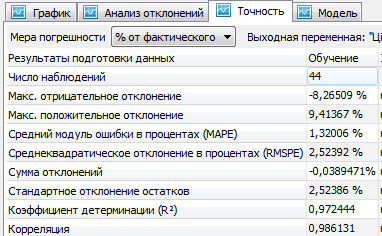 График Анализ отклонений Точность Модель
Мера погрешности % от фактического Выходная переменная:
Результаты подготовки данных Обучение
Число наблюдений 44
Макс. отрицательное отклонение -8,26509 %
Макс. положительное отклонение 9,41367 %
Средний модуль ошибки в процентах (MAPE) 1,32006 %
Среднеквадратическое отклонение в процентах (RMSPE) 2,52392 %
Сумма отклонений -0,0389471%
Стандартное отклонение остатков 2,52386 %
Коэффициент детерминации (R²) 0,972444
Корреляция 0,986131